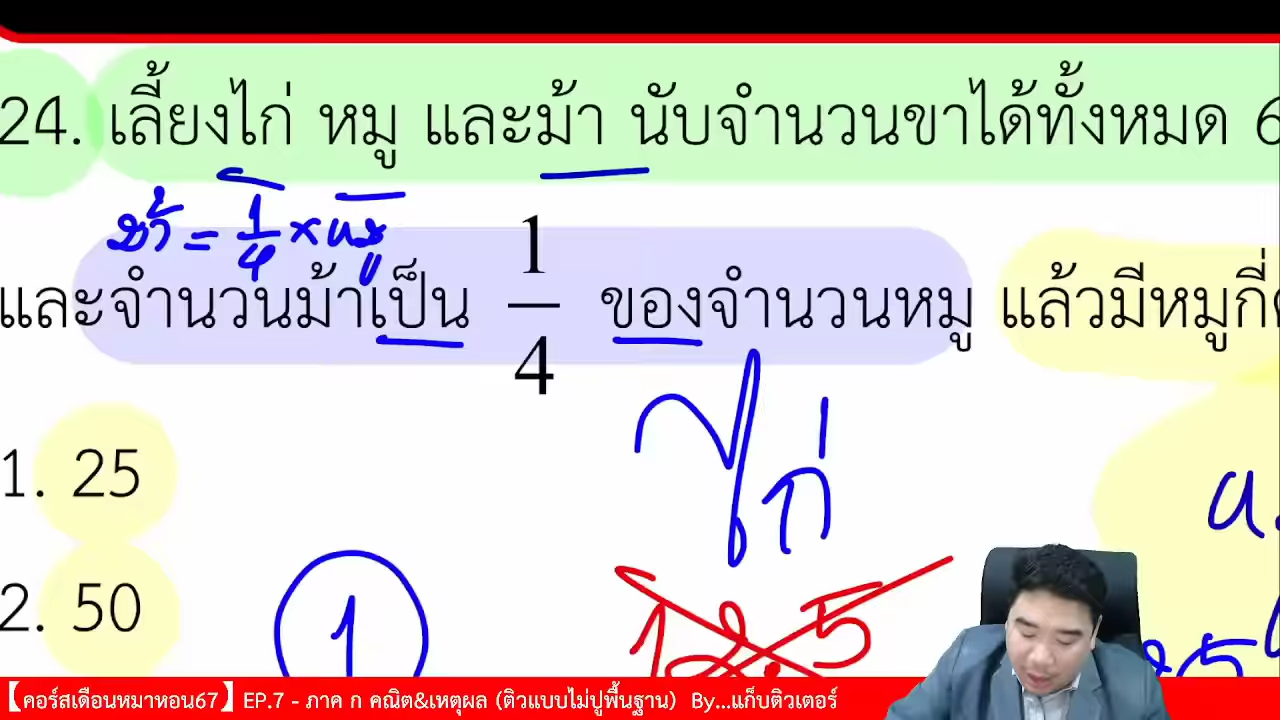 24. เลี้ยงไก่ หมู และม้า นับจำนวนขาได้ทั้งหมด 6
ม้า = 1/4 × หมู
และจำนวนม้าเป็น 1/4 ของจำนวนหมู แล้วมีหมูกี่
1. 25
ไก่
2. 50
1
12.5
【คอร์สเดือนหมาหอน67】 EP.7 - ภาค ก คณิต&เหตุผล (ติวแบบไม่ปูพื้นฐาน) By...แก็บติวเตอร์